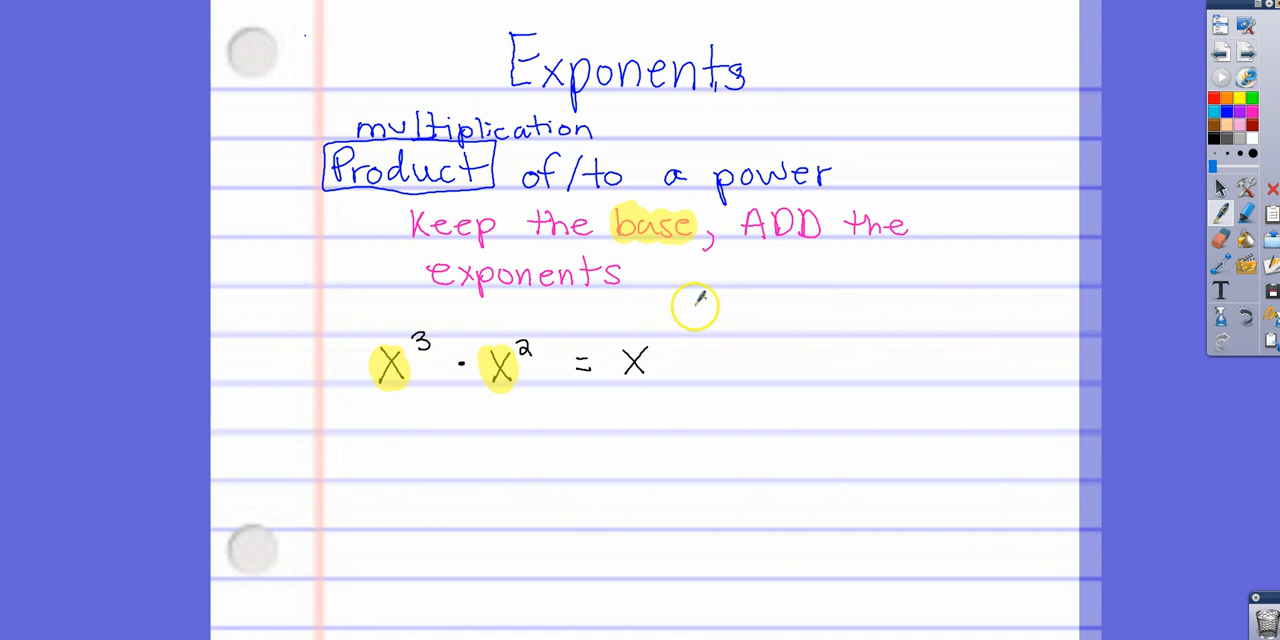 Exponents
multiplication
Product of/to a power
Keep the base, ADD the
exponents
x³ · x² = x
T